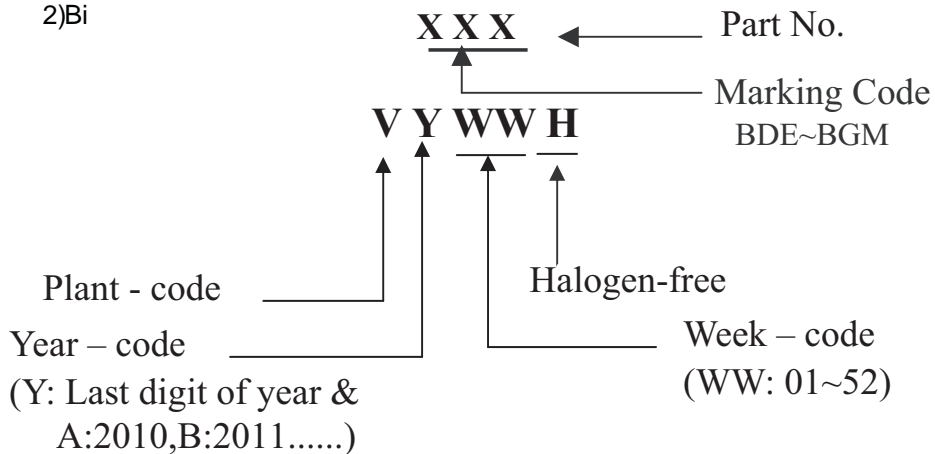 2)Bi
X X X
Part No.
Marking Code
BDE~BGM
V Y WW H
Plant - code
Halogen-free
Year – code
(Y: Last digit of year &
A:2010,B:2011......)
Week – code
(WW: 01~52)